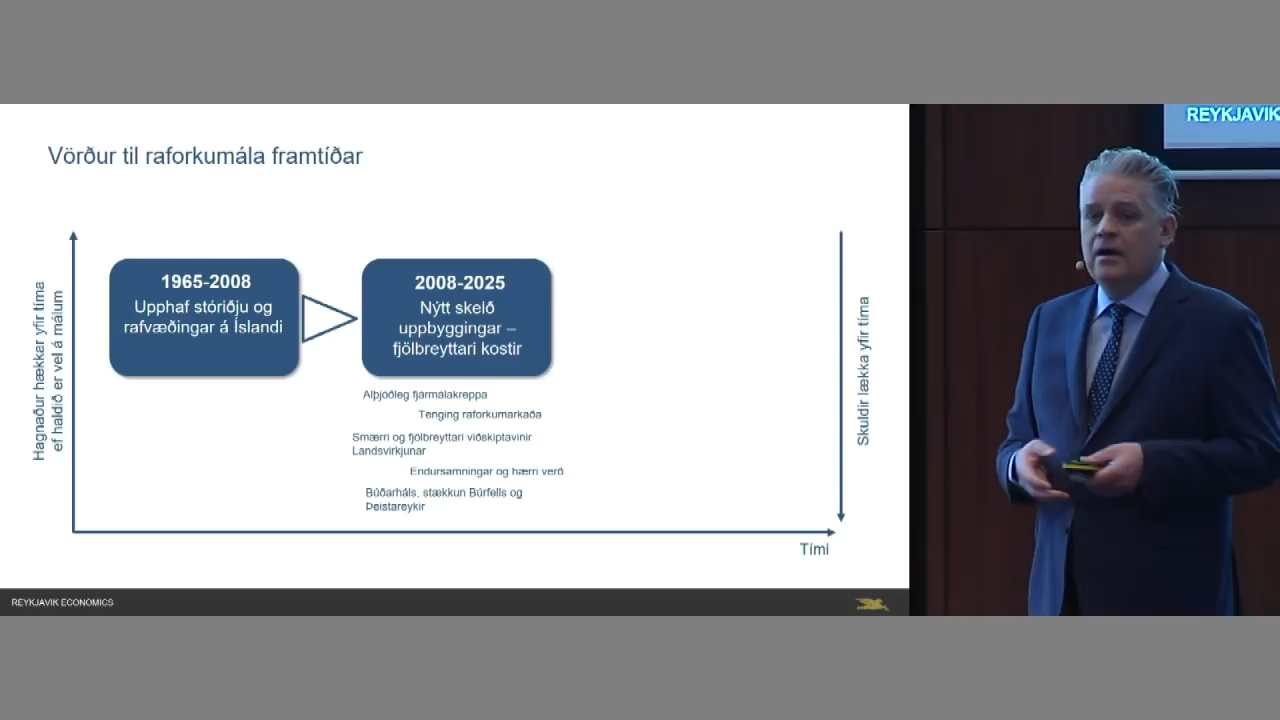 Vörður til raforkumála framtíðar
Hagnaður hækkar yfir tíma
ef haldið er vel á málum
1965-2008
Upphaf stóriðju og
rafvæðingar á Íslandi
2008-2025
Nýtt skeið
uppbyggingar –
fjölbreyttari kostir
Alþjóðleg fjármálakreppa
Tenging raforkumarkaða
Smærri og fjölbreyttari viðskiptavinir
Landsvirkjunar
Endursamningar og hærri verð
Búðarháls, stækkun Búrfells og
Þeistareykir
Skuldir lækka yfir tíma
Tími
REYKJAVIK ECONOMICS
REYKJAVIK